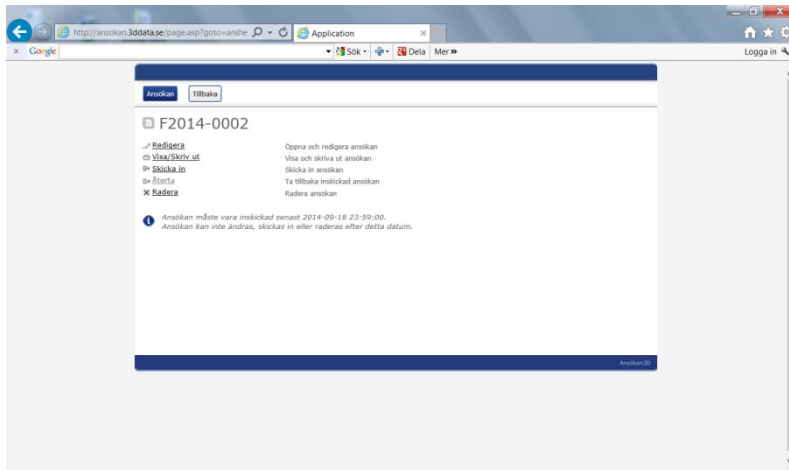 http://ansokan.3ddata.se/page.asp?goto=anshe
Application
x Google
Sök
Dela
Mer »
Logga in
Ansökan
Tillbaka
F2014-0002
Redigera Öppna och redigera ansökan
Visa/Skriv ut Visa och skriva ut ansökan
Skicka in Skicka in ansökan
Återta Ta tillbaka inskickad ansökan
Radera Radera ansökan
Ansökan måste vara inskickad senast 2014-09-18 23:59:00.
Ansökan kan inte ändras, skickas in eller raderas efter detta datum.
Ansökan3D